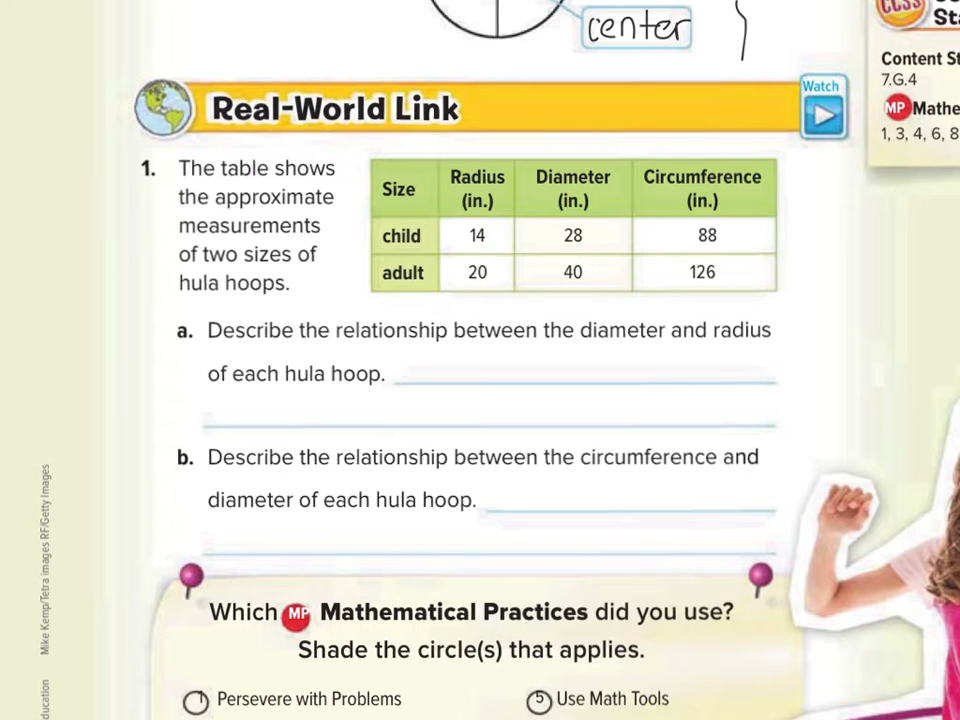 center
CCSS
St
Content St
7.G.4
MP Mathe
1, 3, 4, 6, 8
Watch
Real-World Link
1. The table shows
the approximate
measurements
of two sizes of
hula hoops.
Size Radius (in.) Diameter (in.) Circumference (in.)
child 14 28 88
adult 20 40 126
a. Describe the relationship between the diameter and radius
of each hula hoop.
b. Describe the relationship between the circumference and
diameter of each hula hoop.
Which MP Mathematical Practices did you use?
Shade the circle(s) that applies.
1 Persevere with Problems
5 Use Math Tools
ducation Mike Kemp/Tetra images RF/Getty Images